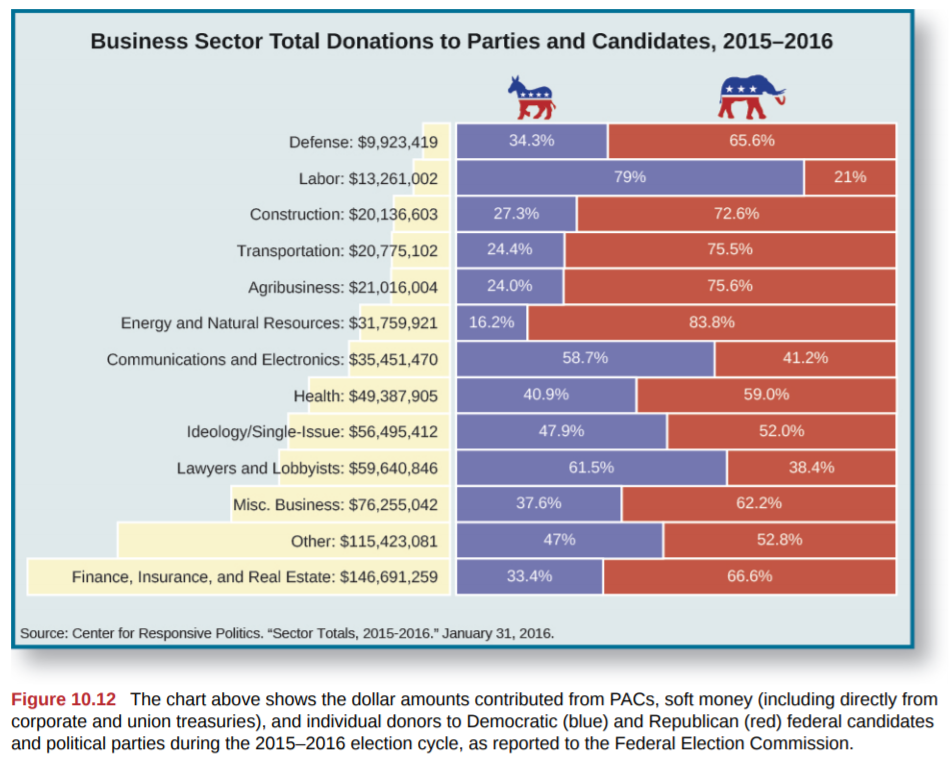 Business Sector Total Donations to Parties and Candidates, 2015–2016
Defense: $9,923,419 34.3% 65.6%
Labor: $13,261,002 79% 21%
Construction: $20,136,603 27.3% 72.6%
Transportation: $20,775,102 24.4% 75.5%
Agribusiness: $21,016,004 24.0% 75.6%
Energy and Natural Resources: $31,759,921 16.2% 83.8%
Communications and Electronics: $35,451,470 58.7% 41.2%
Health: $49,387,905 40.9% 59.0%
Ideology/Single-Issue: $56,495,412 47.9% 52.0%
Lawyers and Lobbyists: $59,640,846 61.5% 38.4%
Misc. Business: $76,255,042 37.6% 62.2%
Other: $115,423,081 47% 52.8%
Finance, Insurance, and Real Estate: $146,691,259 33.4% 66.6%
Source: Center for Responsive Politics. “Sector Totals, 2015-2016.” January 31, 2016.
Figure 10.12 The chart above shows the dollar amounts contributed from PACs, soft money (including directly from
corporate and union treasuries), and individual donors to Democratic (blue) and Republican (red) federal candidates
and political parties during the 2015–2016 election cycle, as reported to the Federal Election Commission.